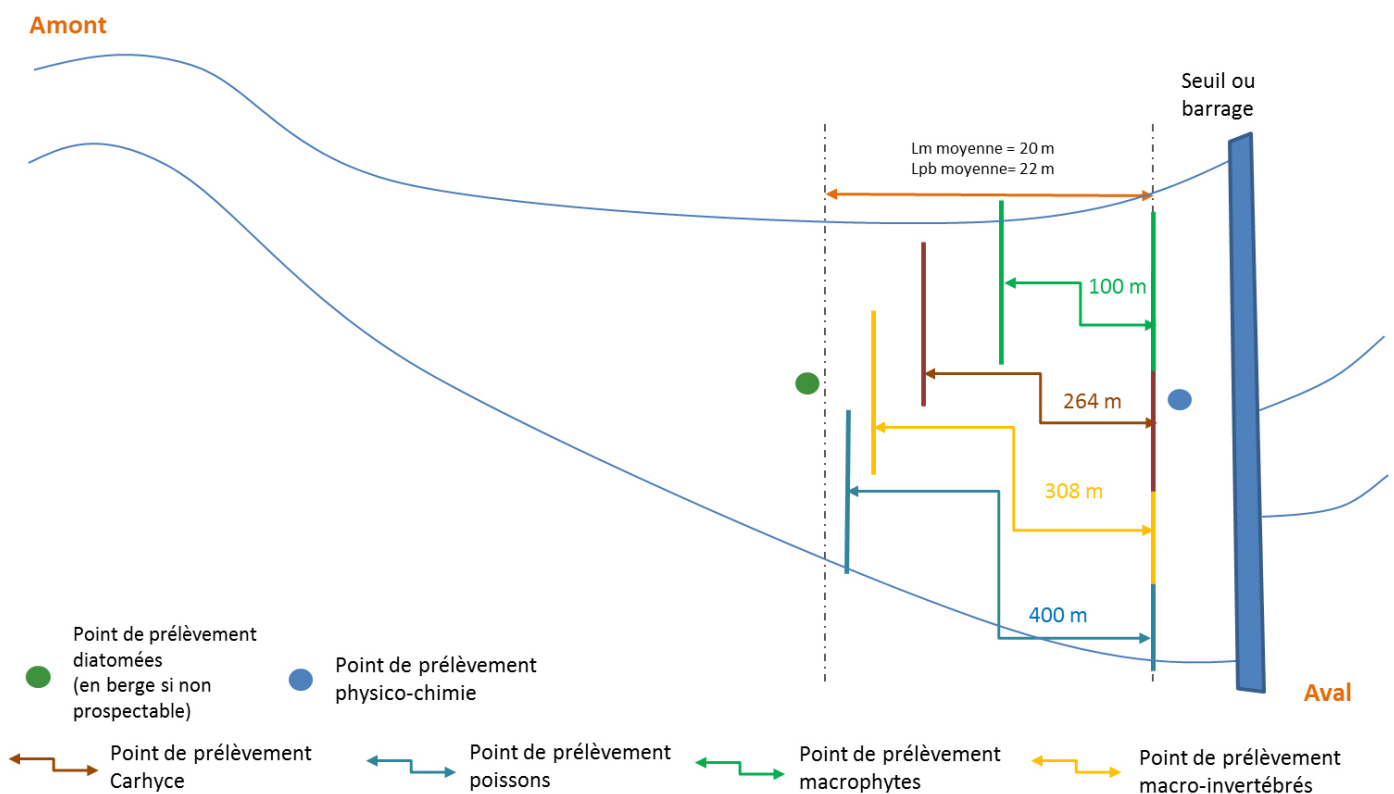 Amont
Seuil ou
barrage
Lm moyenne = 20 m
Lpb moyenne= 22 m
100 m
264 m
308 m
400 m
Aval
Point de prélèvement
diatomées
(en berge si non
prospectable)
Point de prélèvement
physico-chimie
Point de prélèvement
Carhyce
Point de prélèvement
poissons
Point de prélèvement
macrophytes
Point de prélèvement
macro-invertébrés